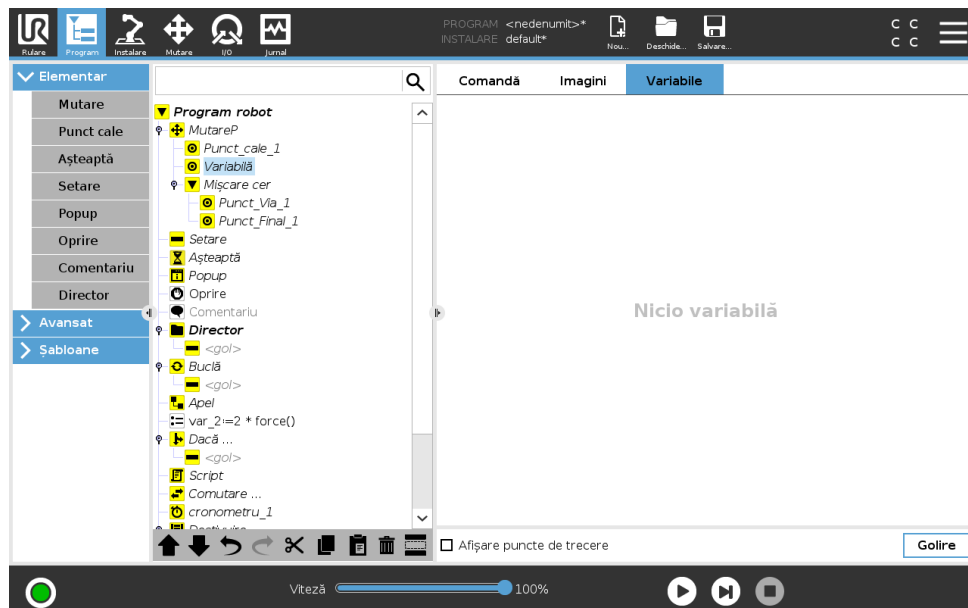 PROGRAM <nedenumit>*
INSTALARE default*
Rulare
Program
Instalare
Mutare
I/O
Jurnal
Nou...
Deschide...
Salvare...
C C
C C
Elementar
Mutare
Punct cale
Așteaptă
Setare
Popup
Oprire
Comentariu
Director
Avansat
Șabloane
Program robot
MutareP
Punct_cale_1
Variabilă
Mișcare cer
Punct_Via_1
Punct_Final_1
Setare
Așteaptă
Popup
Oprire
Comentariu
Director
<gol>
Buclă
<gol>
Apel
var_2:=2 * force()
Dacă ...
<gol>
Script
Comutare ...
cronometru_1
Comandă
Imagini
Variabile
Nicio variabilă
Afișare puncte de trecere
Golire
Viteză
100%